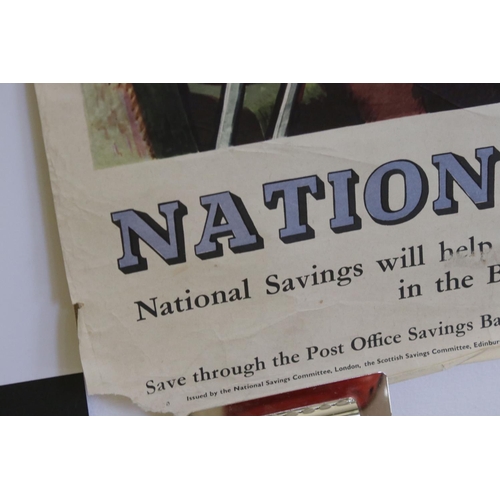 NATION
National Savings will help
in the B
Save through the Post Office Savings Ba
Issued by the National Savings Committee, London, the Scottish Savings Committee, Edinbur